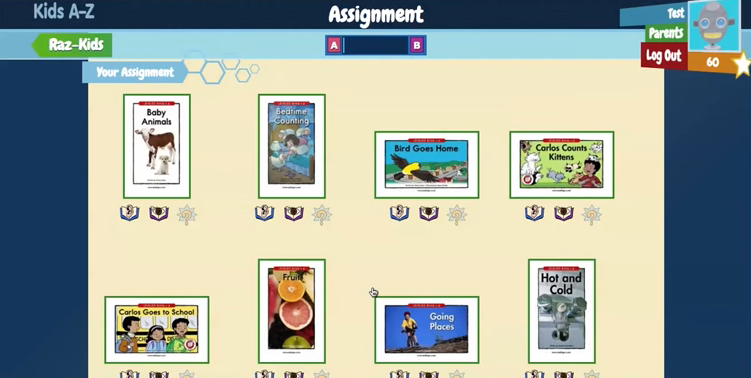 Kids A-Z
Assignment
Test
Parents
Log Out
60
Raz-Kids
A
B
Your Assignment
Baby
Animals
Bedtime
Counting
Bird Goes Home
Carlos Counts
Kittens
Carlos Goes to School
Fruit
Going
Places
Hot and
Cold